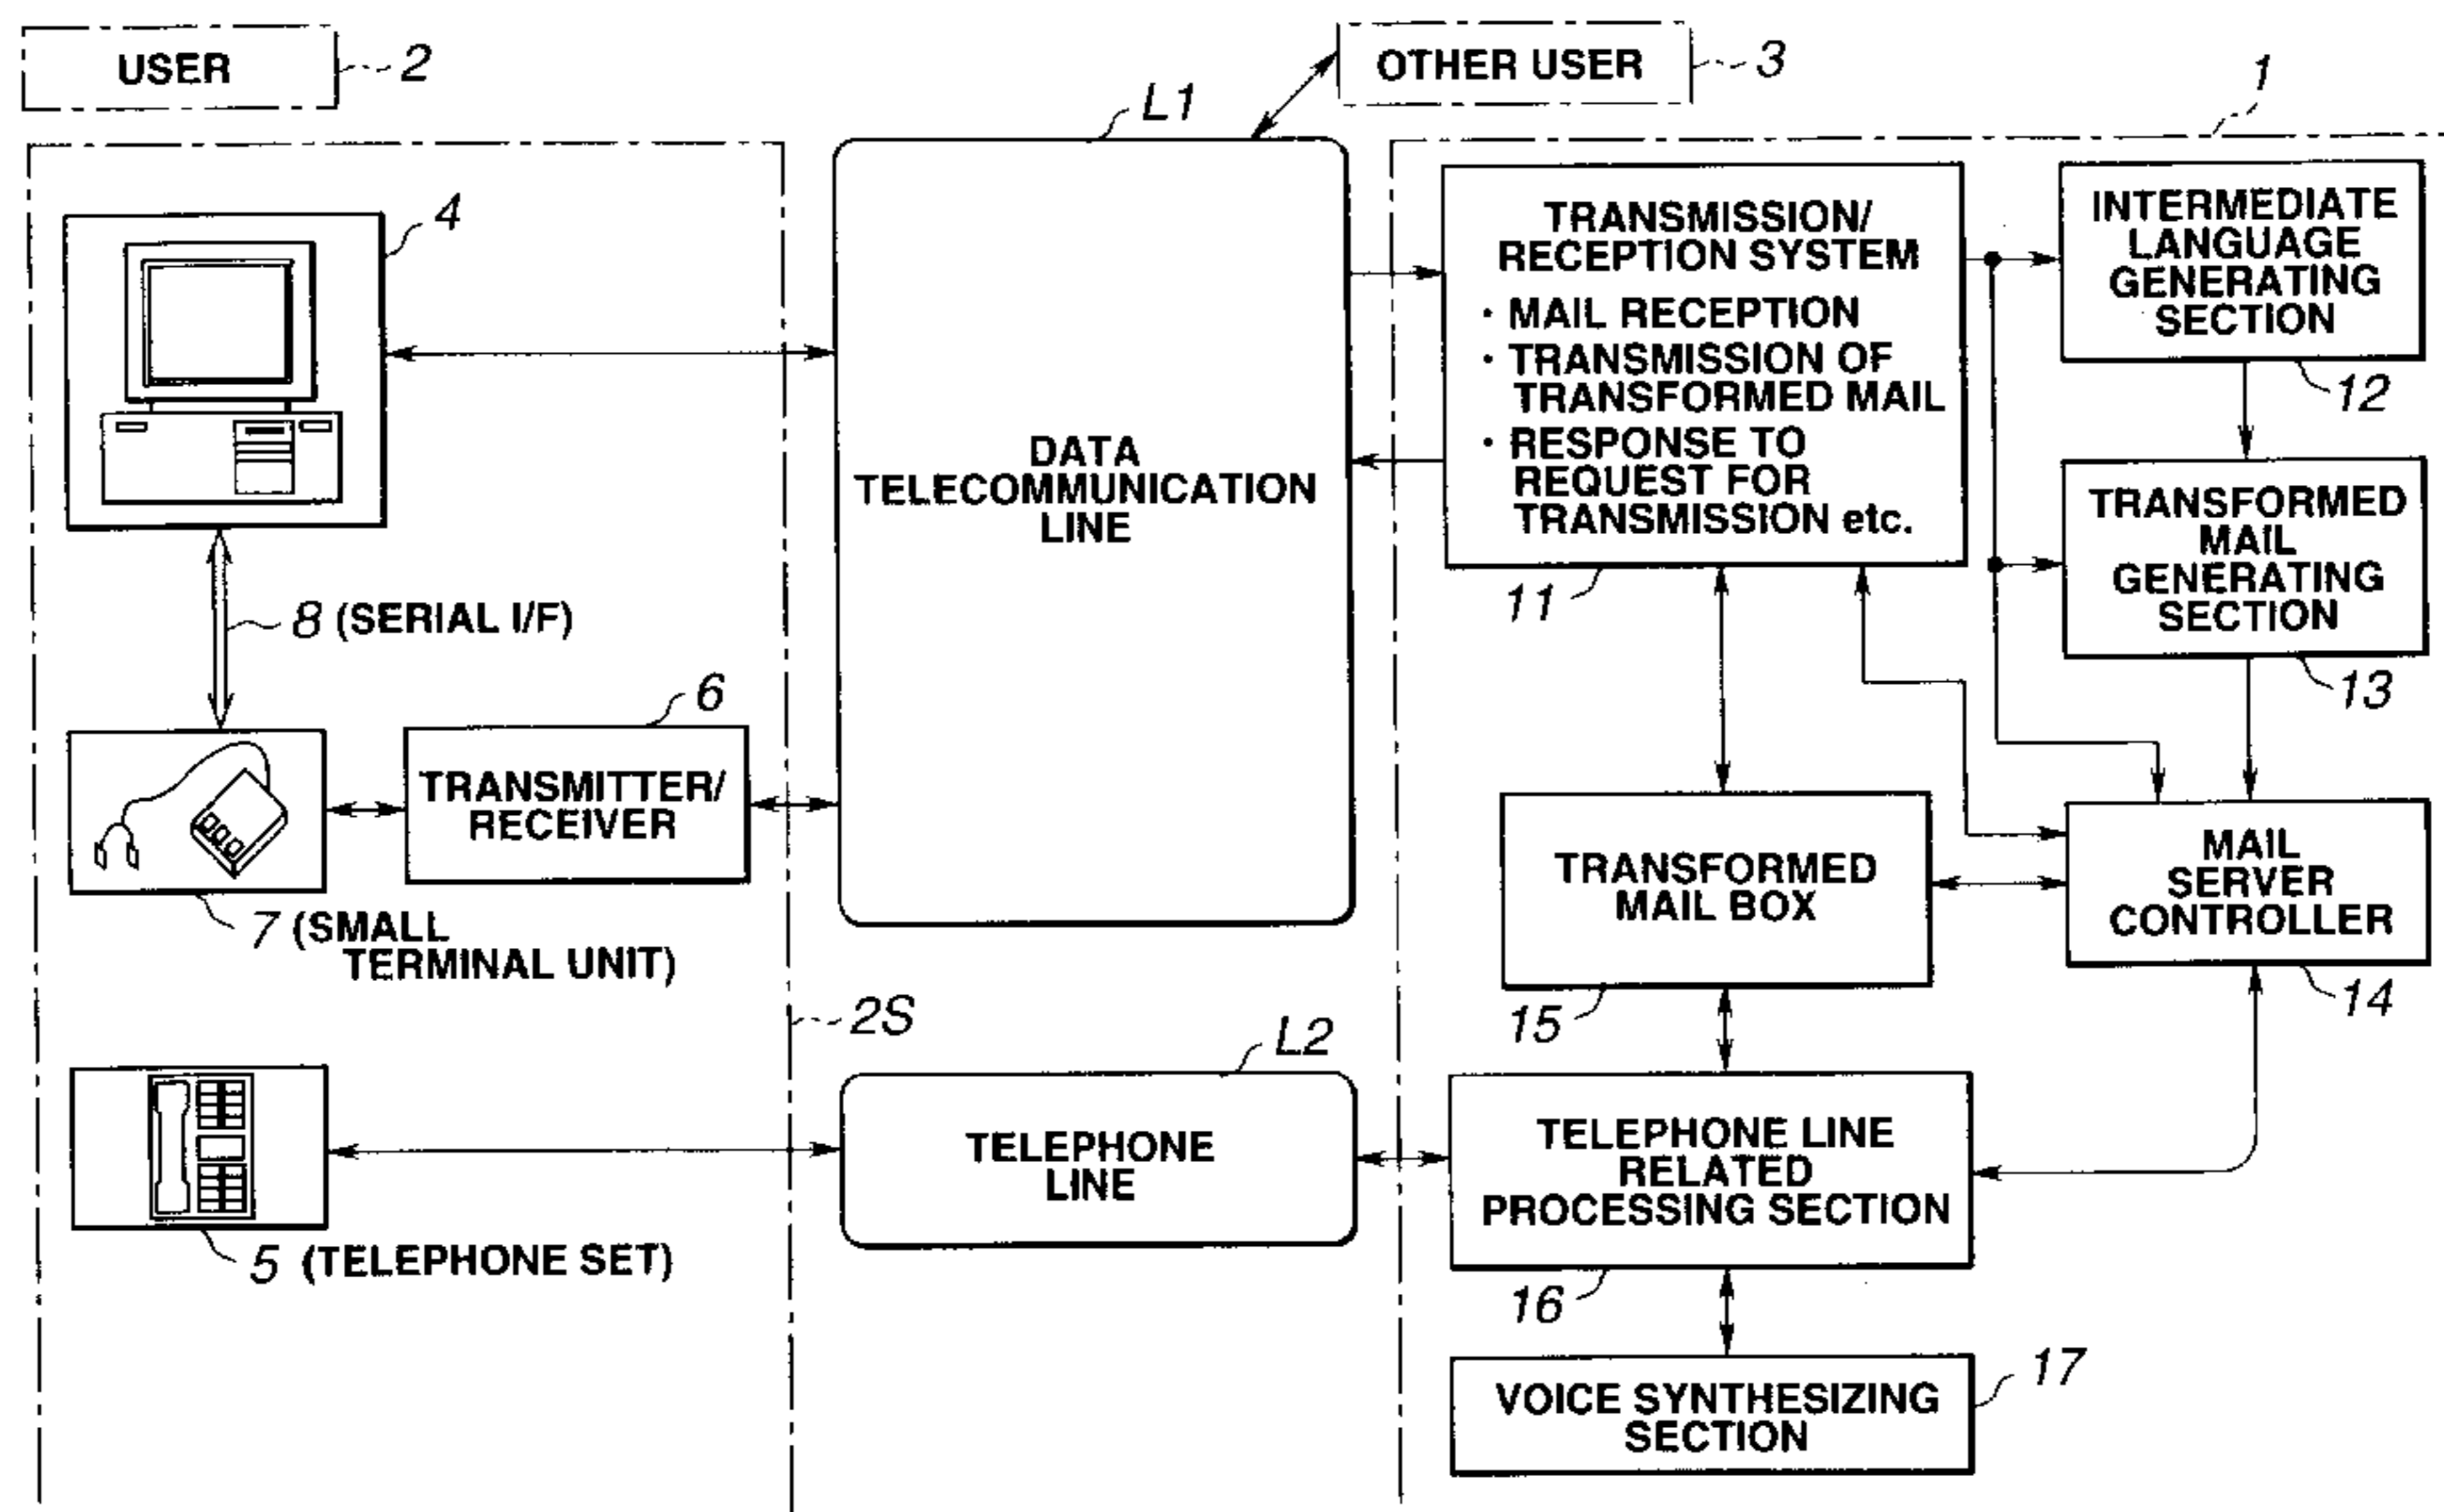 USER
2
OTHER USER
3
1
L1
4
TRANSMISSION/
RECEPTION SYSTEM
· MAIL RECEPTION
· TRANSMISSION OF
TRANSFORMED MAIL
· RESPONSE TO
REQUEST FOR
TRANSMISSION etc.
11
INTERMEDIATE
LANGUAGE
GENERATING
SECTION
12
DATA
TELECOMMUNICATION
LINE
TRANSFORMED
MAIL
GENERATING
SECTION
13
8 (SERIAL I/F)
6
TRANSMITTER/
RECEIVER
7 (SMALL
TERMINAL UNIT)
TRANSFORMED
MAIL BOX
15
MAIL
SERVER
CONTROLLER
14
2S
L2
TELEPHONE
LINE
TELEPHONE LINE
RELATED
PROCESSING SECTION
16
5 (TELEPHONE SET)
VOICE SYNTHESIZING
SECTION
17